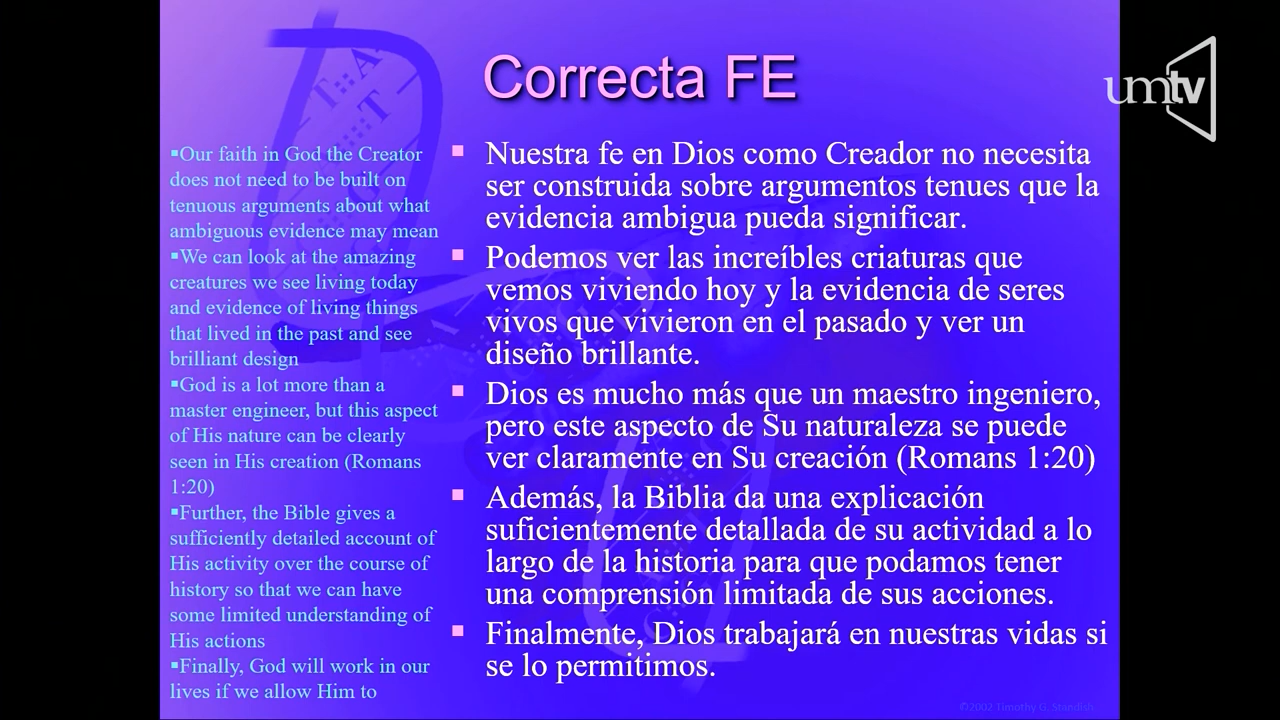 Correcta FE
umtv
▪Our faith in God the Creator
does not need to be built on
tenuous arguments about what
ambiguous evidence may mean
▪We can look at the amazing
creatures we see living today
and evidence of living things
that lived in the past and see
brilliant design
▪God is a lot more than a
master engineer, but this aspect
of His nature can be clearly
seen in His creation (Romans
1:20)
▪Further, the Bible gives a
sufficiently detailed account of
His activity over the course of
history so that we can have
some limited understanding of
His actions
▪Finally, God will work in our
lives if we allow Him to
▪ Nuestra fe en Dios como Creador no necesita
ser construida sobre argumentos tenues que la
evidencia ambigua pueda significar.
▪ Podemos ver las increíbles criaturas que
vemos viviendo hoy y la evidencia de seres
vivos que vivieron en el pasado y ver un
diseño brillante.
▪ Dios es mucho más que un maestro ingeniero,
pero este aspecto de Su naturaleza se puede
ver claramente en Su creación (Romans 1:20)
▪ Además, la Biblia da una explicación
suficientemente detallada de su actividad a lo
largo de la historia para que podamos tener
una comprensión limitada de sus acciones.
▪ Finalmente, Dios trabajará en nuestras vidas si
se lo permitimos.
©2002 Timothy G. Standish